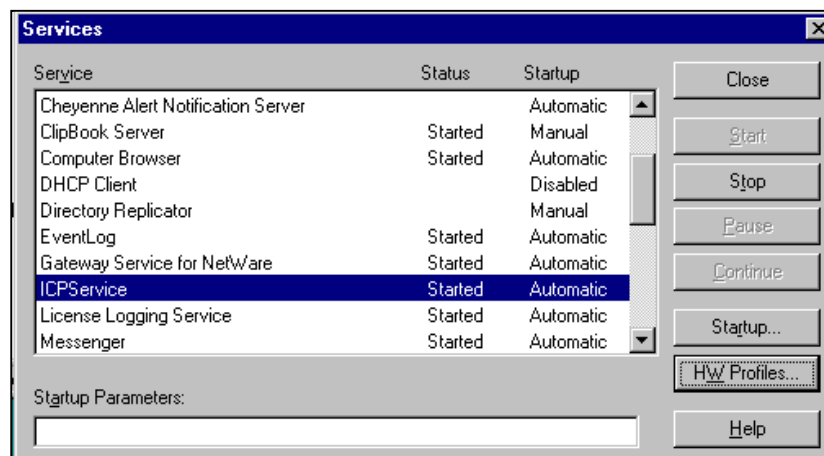 Services
Service Status Startup
Cheyenne Alert Notification Server Automatic
ClipBook Server Started Manual
Computer Browser Started Automatic
DHCP Client Disabled
Directory Replicator Manual
EventLog Started Automatic
Gateway Service for NetWare Started Automatic
ICPService Started Automatic
License Logging Service Started Automatic
Messenger Started Automatic
Startup Parameters:
Close
Start
Stop
Pause
Continue
Startup...
HW Profiles...
Help